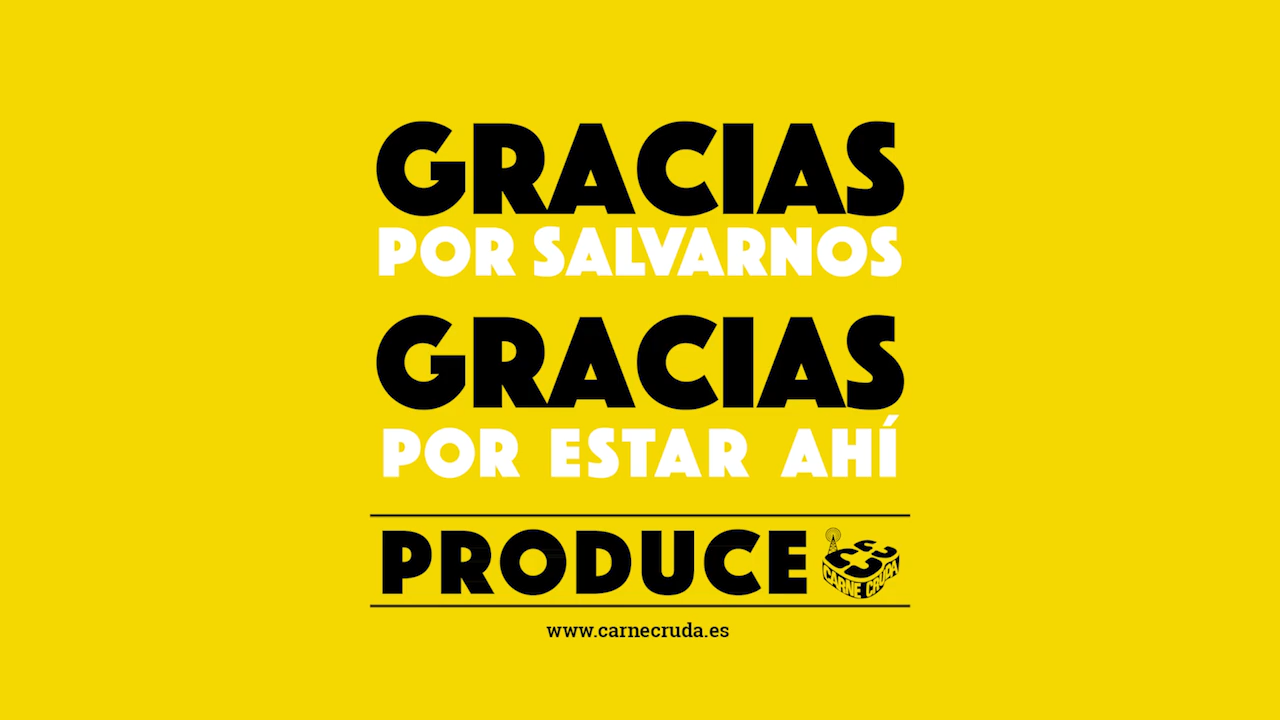 GRACIAS
POR SALVARNOS
GRACIAS
POR ESTAR AHÍ
PRODUCE
CARNE CRUDA
www.carnecruda.es